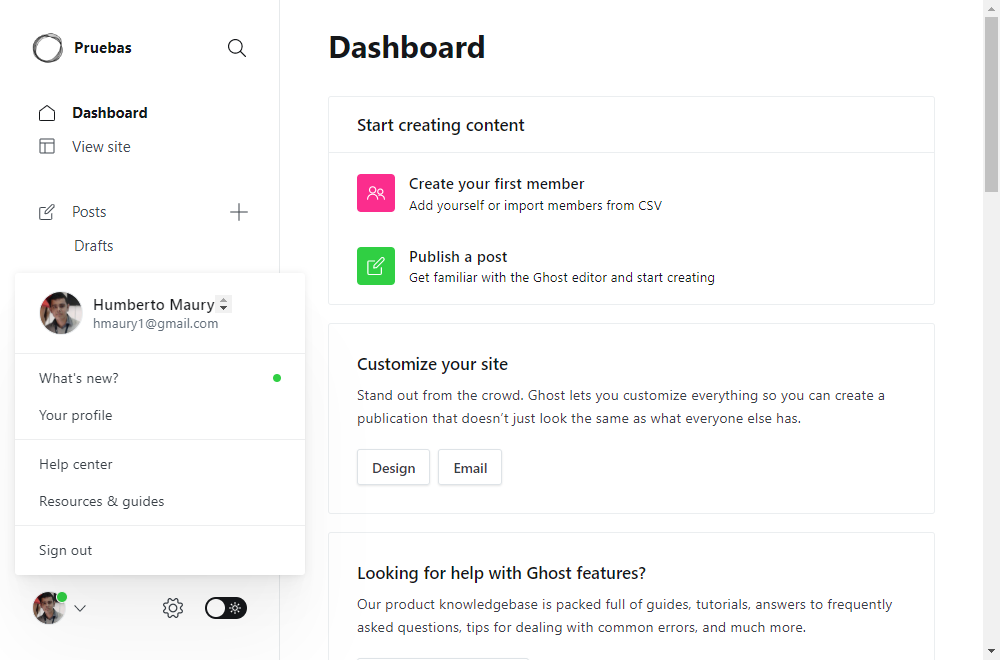 Pruebas
Dashboard
View site
Posts
Drafts
Humberto Maury
hmaury1@gmail.com
What's new?
Your profile
Help center
Resources & guides
Sign out
Dashboard
Start creating content
Create your first member
Add yourself or import members from CSV
Publish a post
Get familiar with the Ghost editor and start creating
Customize your site
Stand out from the crowd. Ghost lets you customize everything so you can create a
publication that doesn’t just look the same as what everyone else has.
Design
Email
Looking for help with Ghost features?
Our product knowledgebase is packed full of guides, tutorials, answers to frequently
asked questions, tips for dealing with common errors, and much more.